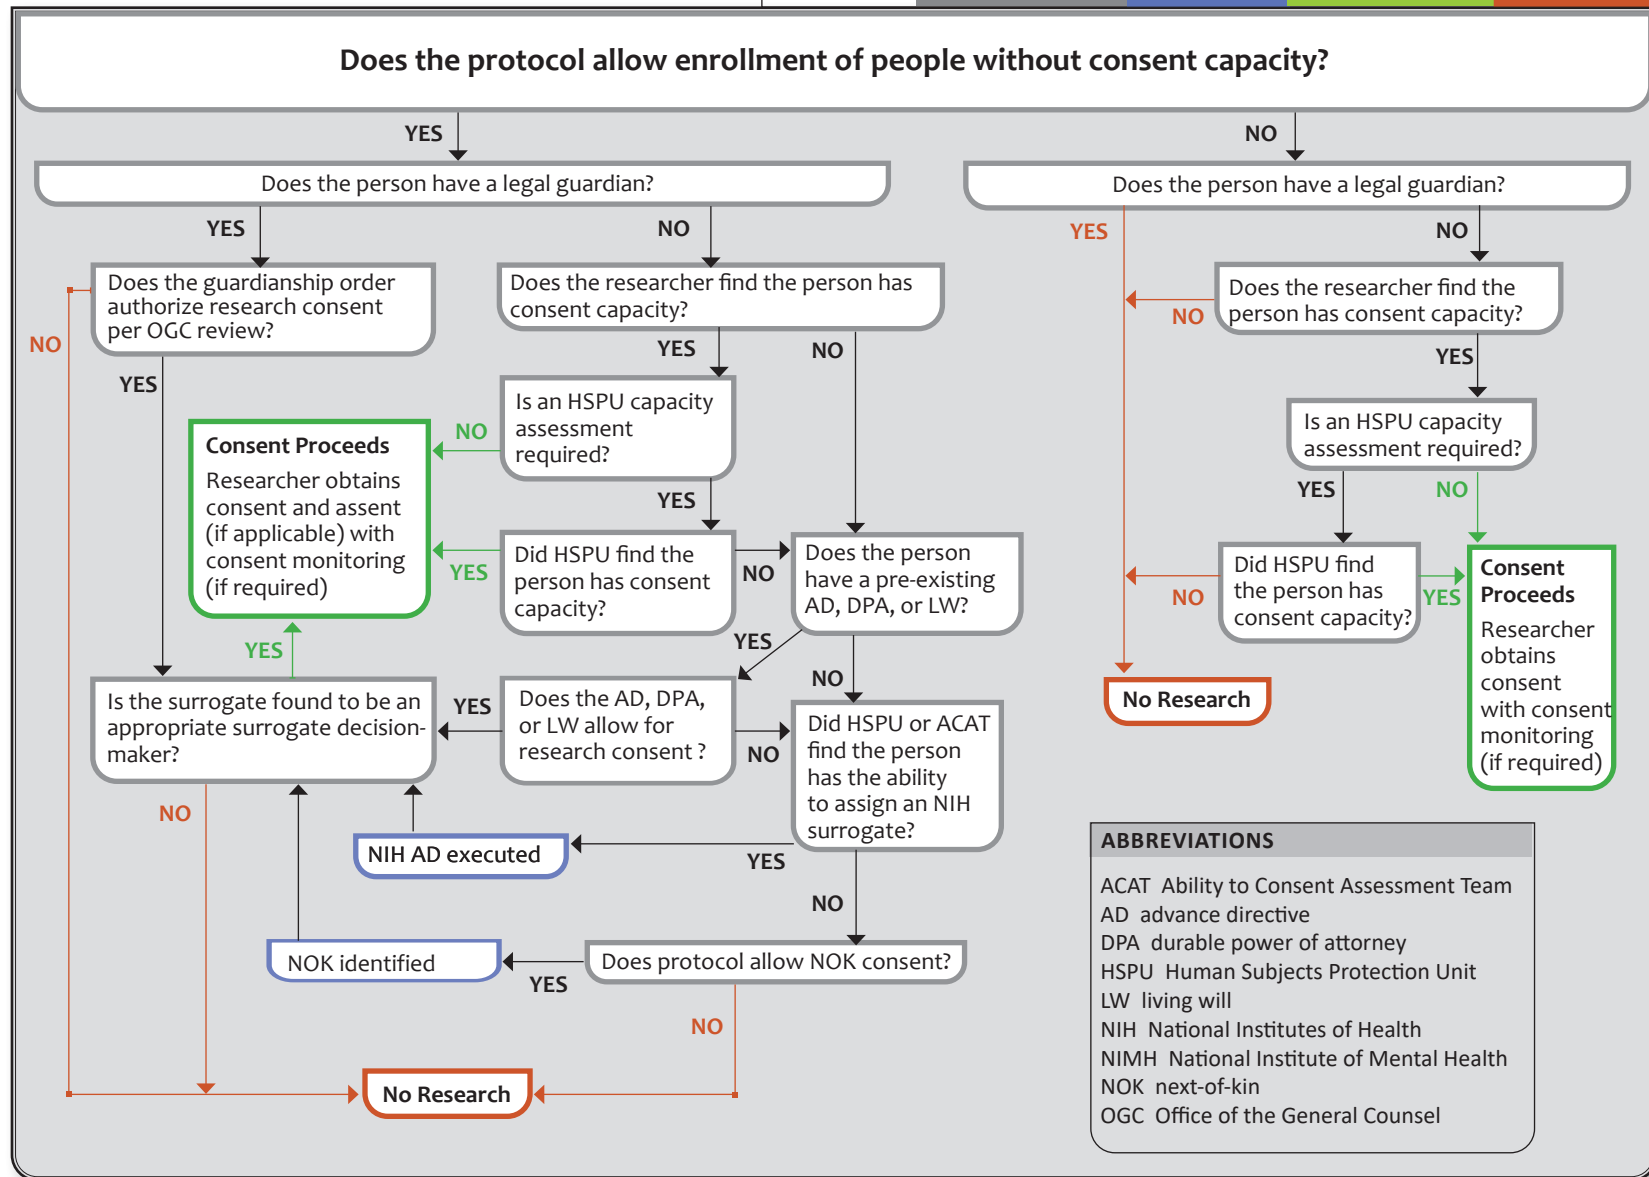 Does the protocol allow enrollment of people without consent capacity?
YES
NO
Does the person have a legal guardian?
Does the person have a legal guardian?
YES
NO
YES
NO
Does the guardianship order
authorize research consent
per OGC review?
Does the researcher find the person has
consent capacity?
Does the researcher find the
person has consent capacity?
NO
NO
YES
YES
NO
YES
Is an HSPU capacity
assessment
required?
Is an HSPU capacity
assessment required?
NO
YES
YES
NO
Consent Proceeds
Researcher obtains
consent and assent
(if applicable) with
consent monitoring
(if required)
Did HSPU find the
person has consent
capacity?
YES
NO
Does the person
have a pre-existing
AD, DPA, or LW?
Did HSPU find
the person has
consent capacity?
NO
YES
Consent
Proceeds
Researcher
obtains
consent
with consent
monitoring
(if required)
YES
YES
NO
No Research
Is the surrogate found to be an
appropriate surrogate decision-
maker?
YES
Does the AD, DPA,
or LW allow for
research consent ?
NO
Did HSPU or ACAT
find the person
has the ability
to assign an NIH
surrogate?
NO
NIH AD executed
YES
NO
NOK identified
YES
Does protocol allow NOK consent?
NO
No Research
ABBREVIATIONS
ACAT Ability to Consent Assessment Team
AD advance directive
DPA durable power of attorney
HSPU Human Subjects Protection Unit
LW living will
NIH National Institutes of Health
NIMH National Institute of Mental Health
NOK next-of-kin
OGC Office of the General Counsel